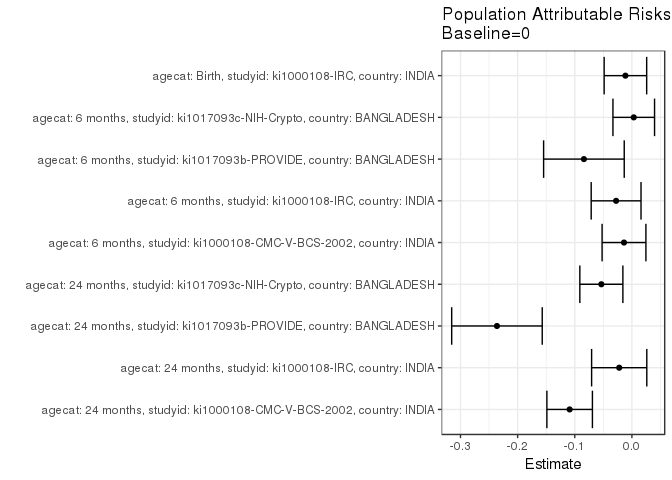 Population Attributable Risks
Baseline=0
agecat: Birth, studyid: ki1000108-IRC, country: INDIA
agecat: 6 months, studyid: ki1017093c-NIH-Crypto, country: BANGLADESH
agecat: 6 months, studyid: ki1017093b-PROVIDE, country: BANGLADESH
agecat: 6 months, studyid: ki1000108-IRC, country: INDIA
agecat: 6 months, studyid: ki1000108-CMC-V-BCS-2002, country: INDIA
agecat: 24 months, studyid: ki1017093c-NIH-Crypto, country: BANGLADESH
agecat: 24 months, studyid: ki1017093b-PROVIDE, country: BANGLADESH
agecat: 24 months, studyid: ki1000108-IRC, country: INDIA
agecat: 24 months, studyid: ki1000108-CMC-V-BCS-2002, country: INDIA
-0.3 -0.2 -0.1 0.0
Estimate